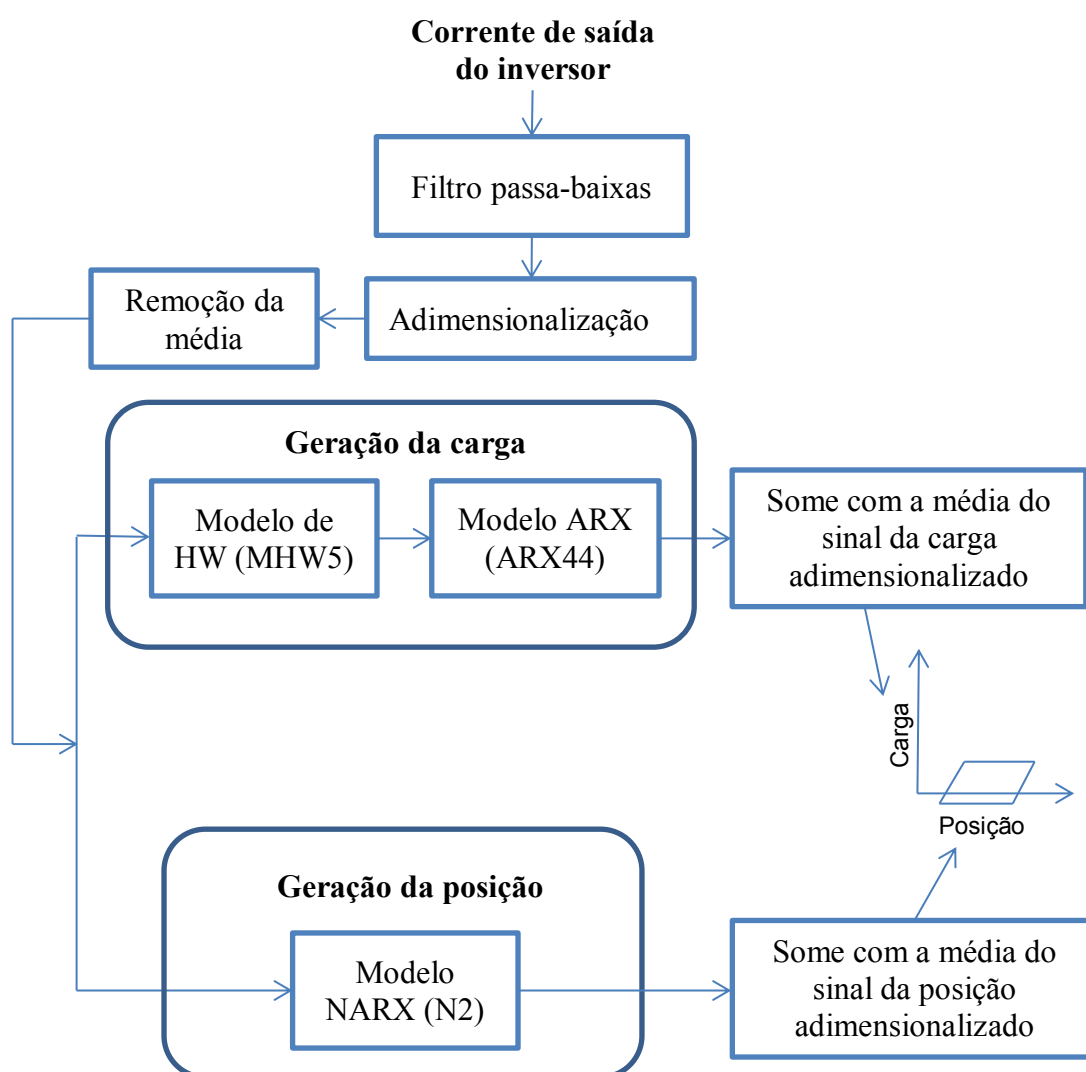 Corrente de saída
do inversor
Filtro passa-baixas
Adimensionalização
Remoção da
média
Geração da carga
Modelo de
HW (MHW5)
Modelo ARX
(ARX44)
Some com a média do
sinal da carga
adimensionalizado
Carga
Posição
Geração da posição
Modelo
NARX (N2)
Some com a média do
sinal da posição
adimensionalizado